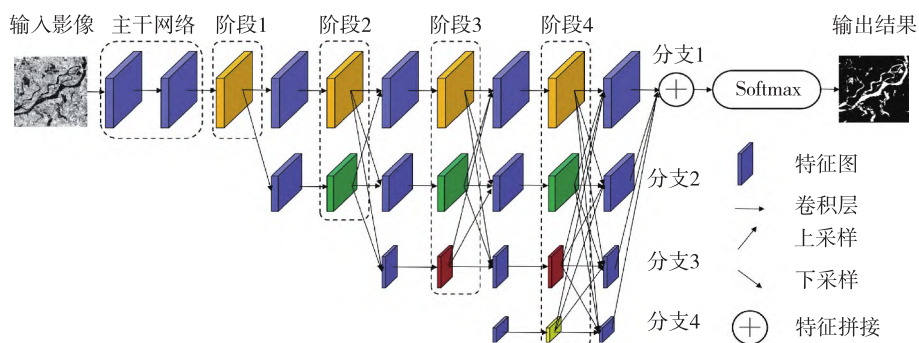 输入影像
主干网络
阶段1
阶段2
阶段3
阶段4
输出结果
分支1
Softmax
分支2
特征图
卷积层
上采样
分支3
下采样
分支4
特征拼接